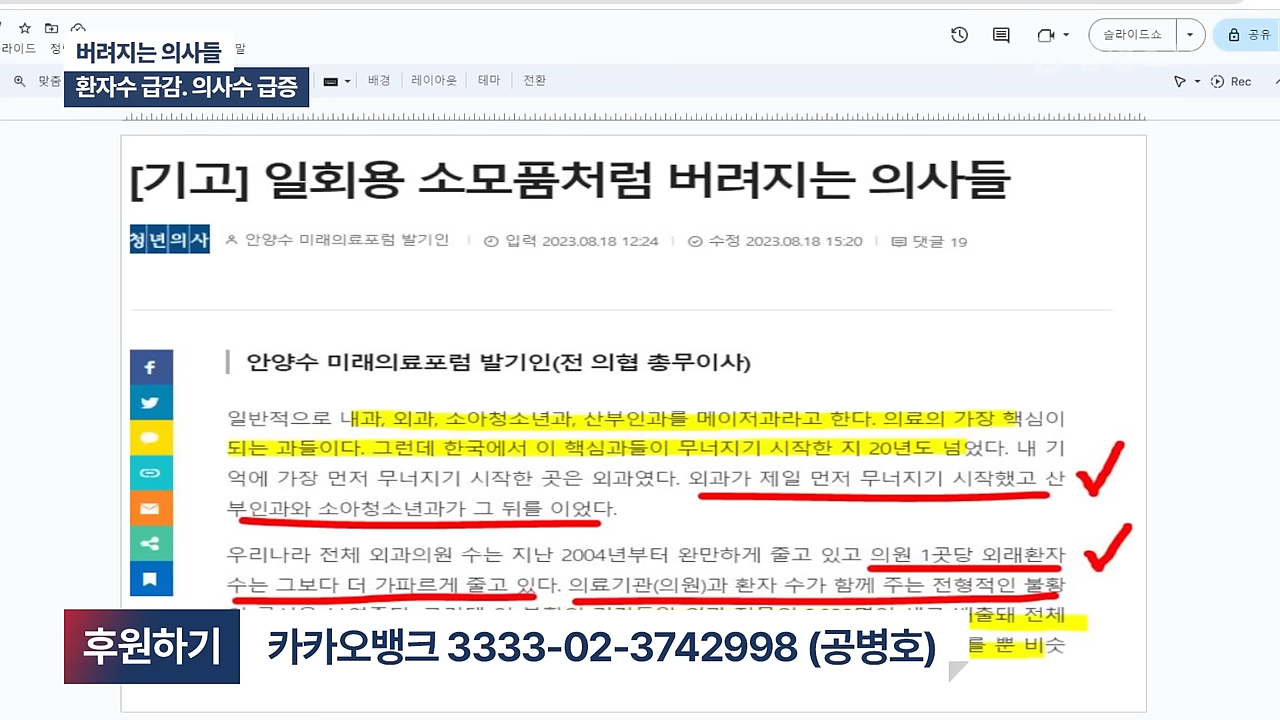 라이드
버려지는 의사들
말
슬라이드쇼
공유
맞춤
환자수 급감. 의사수 급증
배경
레이아웃
테마
전환
Rec
[기고] 일회용 소모품처럼 버려지는 의사들
청년의사
안양수 미래의료포럼 발기인
입력 2023.08.18 12:24
수정 2023.08.18 15:20
댓글 19
안양수 미래의료포럼 발기인(전 의협 총무이사)
일반적으로 내과, 외과, 소아청소년과, 산부인과를 메이저과라고 한다. 의료의 가장 핵심이
되는 과들이다. 그런데 한국에서 이 핵심과들이 무너지기 시작한 지 20년도 넘었다. 내 기
억에 가장 먼저 무너지기 시작한 곳은 외과였다. 외과가 제일 먼저 무너지기 시작했고 산
부인과와 소아청소년과가 그 뒤를 이었다.
우리나라 전체 외과의원 수는 지난 2004년부터 완만하게 줄고 있고 의원 1곳당 외래환자
수는 그보다 더 가파르게 줄고 있다. 의료기관(의원)과 환자 수가 함께 주는 전형적인 불황
배출돼 전체
를 뿐 비슷
후원하기
카카오뱅크 3333-02-3742998 (공병호)